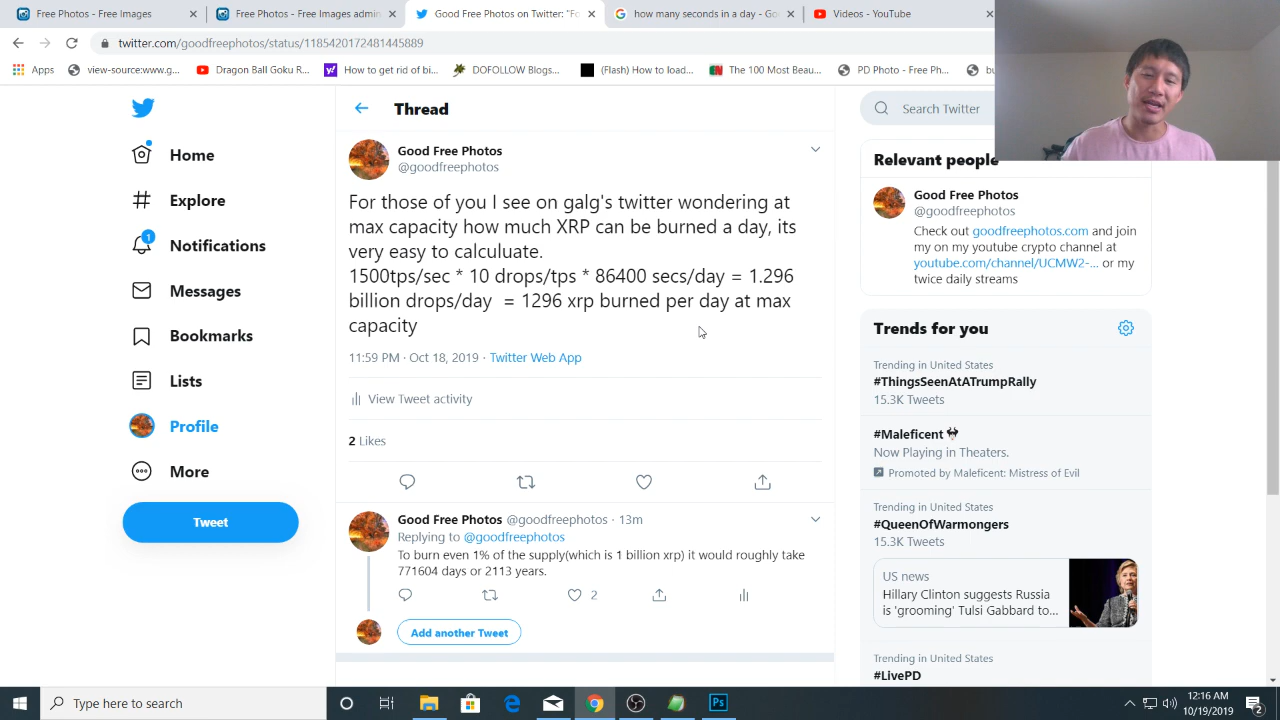 Free Photos - Free Images
Free Photos - Free Images Admi
Good Free Photos on Twitter: "Fo
how many seconds in a day - Go
Videos - YouTube
twitter.com/goodfreephotos/status/1185420172481445889
Apps
view-source:www.g...
Dragon Ball Goku R...
How to get rid of bi...
DOFOLLOW Blogs...
(Flash) How to load...
The 100 Most Beau...
PD Photo - Free Ph...
bu
Home
Explore
Notifications
1
Messages
Bookmarks
Lists
Profile
More
Tweet
Thread
Good Free Photos
@goodfreephotos
For those of you I see on galg's twitter wondering at
max capacity how much XRP can be burned a day, its
very easy to calculuate.
1500tps/sec * 10 drops/tps * 86400 secs/day = 1.296
billion drops/day = 1296 xrp burned per day at max
capacity
11:59 PM · Oct 18, 2019 · Twitter Web App
View Tweet activity
2 Likes
Good Free Photos @goodfreephotos · 13m
Replying to @goodfreephotos
To burn even 1% of the supply(which is 1 billion xrp) it would roughly take
771604 days or 2113 years.
2
Add another Tweet
Search Twitter
Relevant people
Good Free Photos
@goodfreephotos
Check out goodfreephotos.com and join
my on my youtube crypto channel at
youtube.com/channel/UCMW2-... or my
twice daily streams
Trends for you
Trending in United States
#ThingsSeenAtATrumpRally
15.3K Tweets
#Maleficent
Now Playing in Theaters.
Promoted by Maleficent: Mistress of Evil
Trending in United States
#QueenOfWarmongers
15.3K Tweets
US news
Hillary Clinton suggests Russia
is 'grooming' Tulsi Gabbard to...
Trending in United States
#LivePD
Type here to search
Ps
12:16 AM
10/19/2019
2